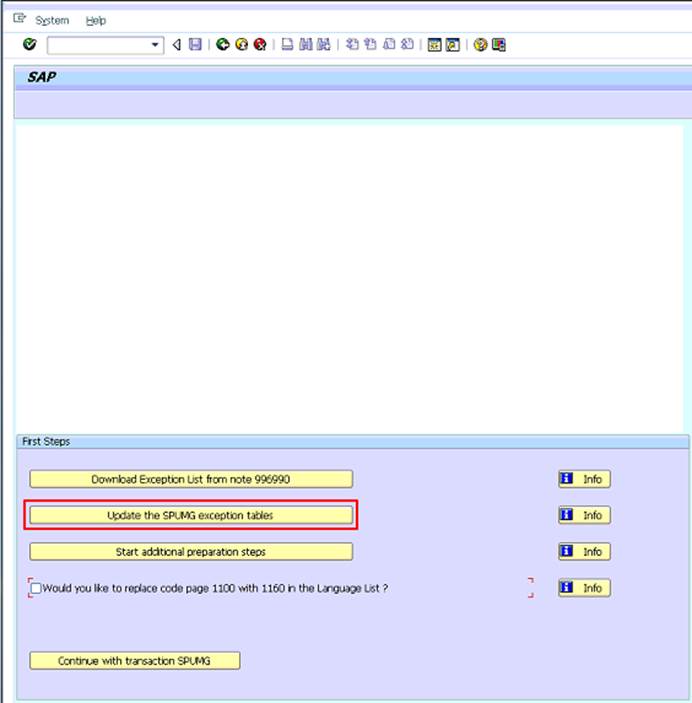 System Help
SAP
First Steps
Download Exception List from note 996990
Info
Update the SPUMG exception tables
Info
Start additional preparation steps
Info
Would you like to replace code page 1100 with 1160 in the Language List ?
Info
Continue with transaction SPUMG